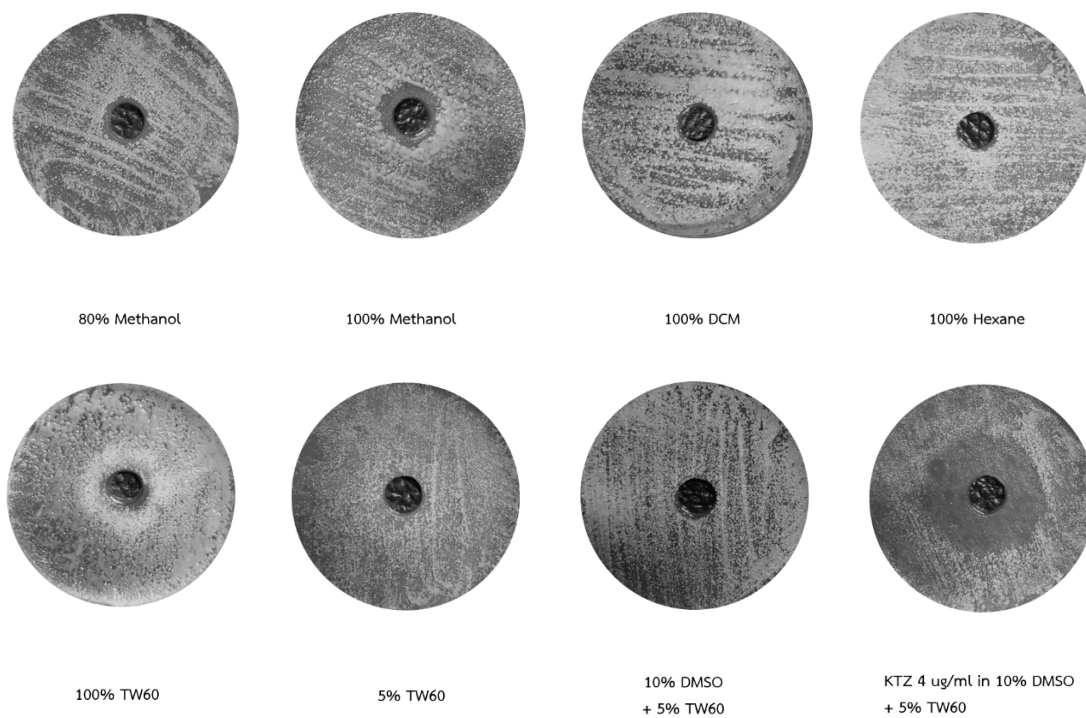 80% Methanol
100% Methanol
100% DCM
100% Hexane
100% TW60
5% TW60
10% DMSO
+ 5% TW60
KTZ 4 ug/ml in 10% DMSO
+ 5% TW60